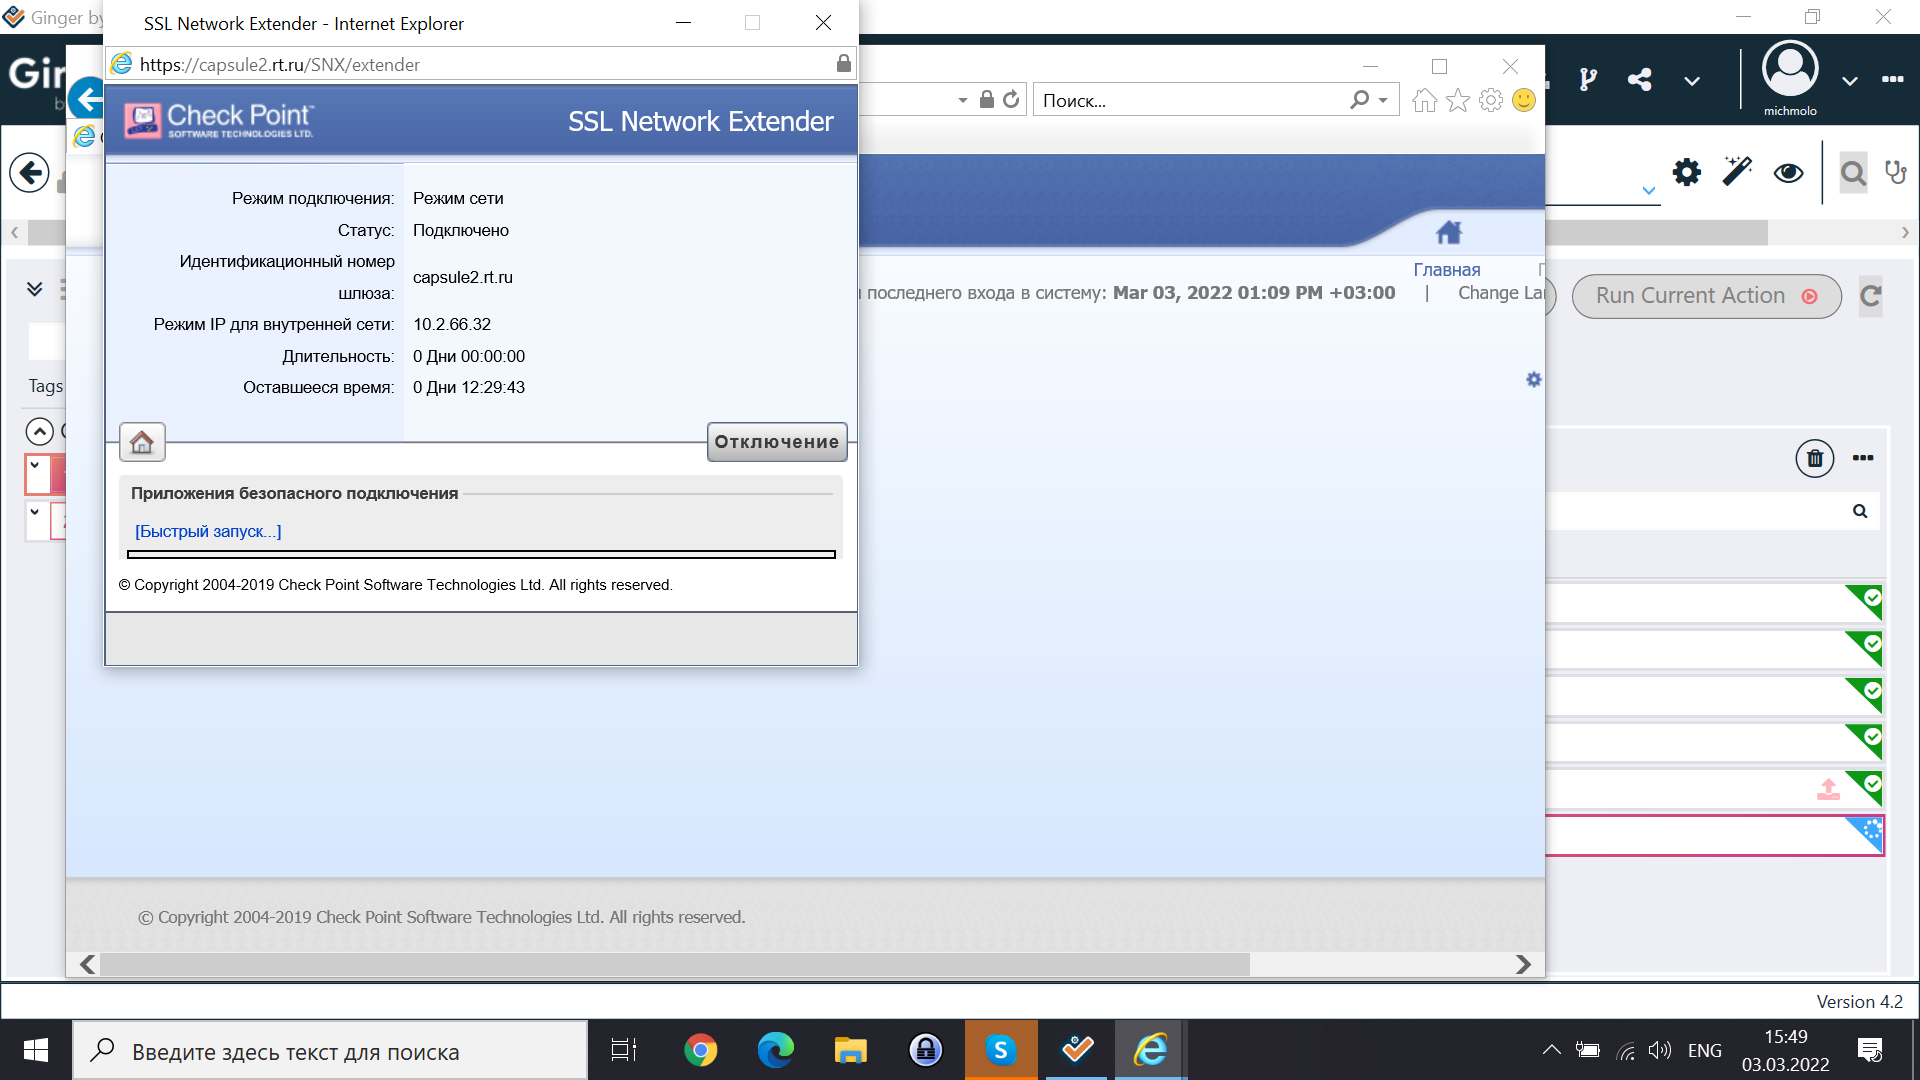 Ginger by
SSL Network Extender - Internet Explorer
https://capsule2.rt.ru/SNX/extender
Check Point
SOFTWARE TECHNOLOGIES LTD.
SSL Network Extender
Поиск...
michmolo
Режим подключения: Режим сети
Статус: Подключено
Идентификационный номер шлюза: capsule2.rt.ru
Режим IP для внутренней сети: 10.2.66.32
Длительность: 0 Дни 00:00:00
Оставшееся время: 0 Дни 12:29:43
Отключение
Приложения безопасного подключения
[Быстрый запуск...]
© Copyright 2004-2019 Check Point Software Technologies Ltd. All rights reserved.
Главная
последнего входа в систему: Mar 03, 2022 01:09 PM +03:00 | Change
Run Current Action
Tags
© Copyright 2004-2019 Check Point Software Technologies Ltd. All rights reserved.
Version 4.2
Введите здесь текст для поиска
ENG
15:49
03.03.2022